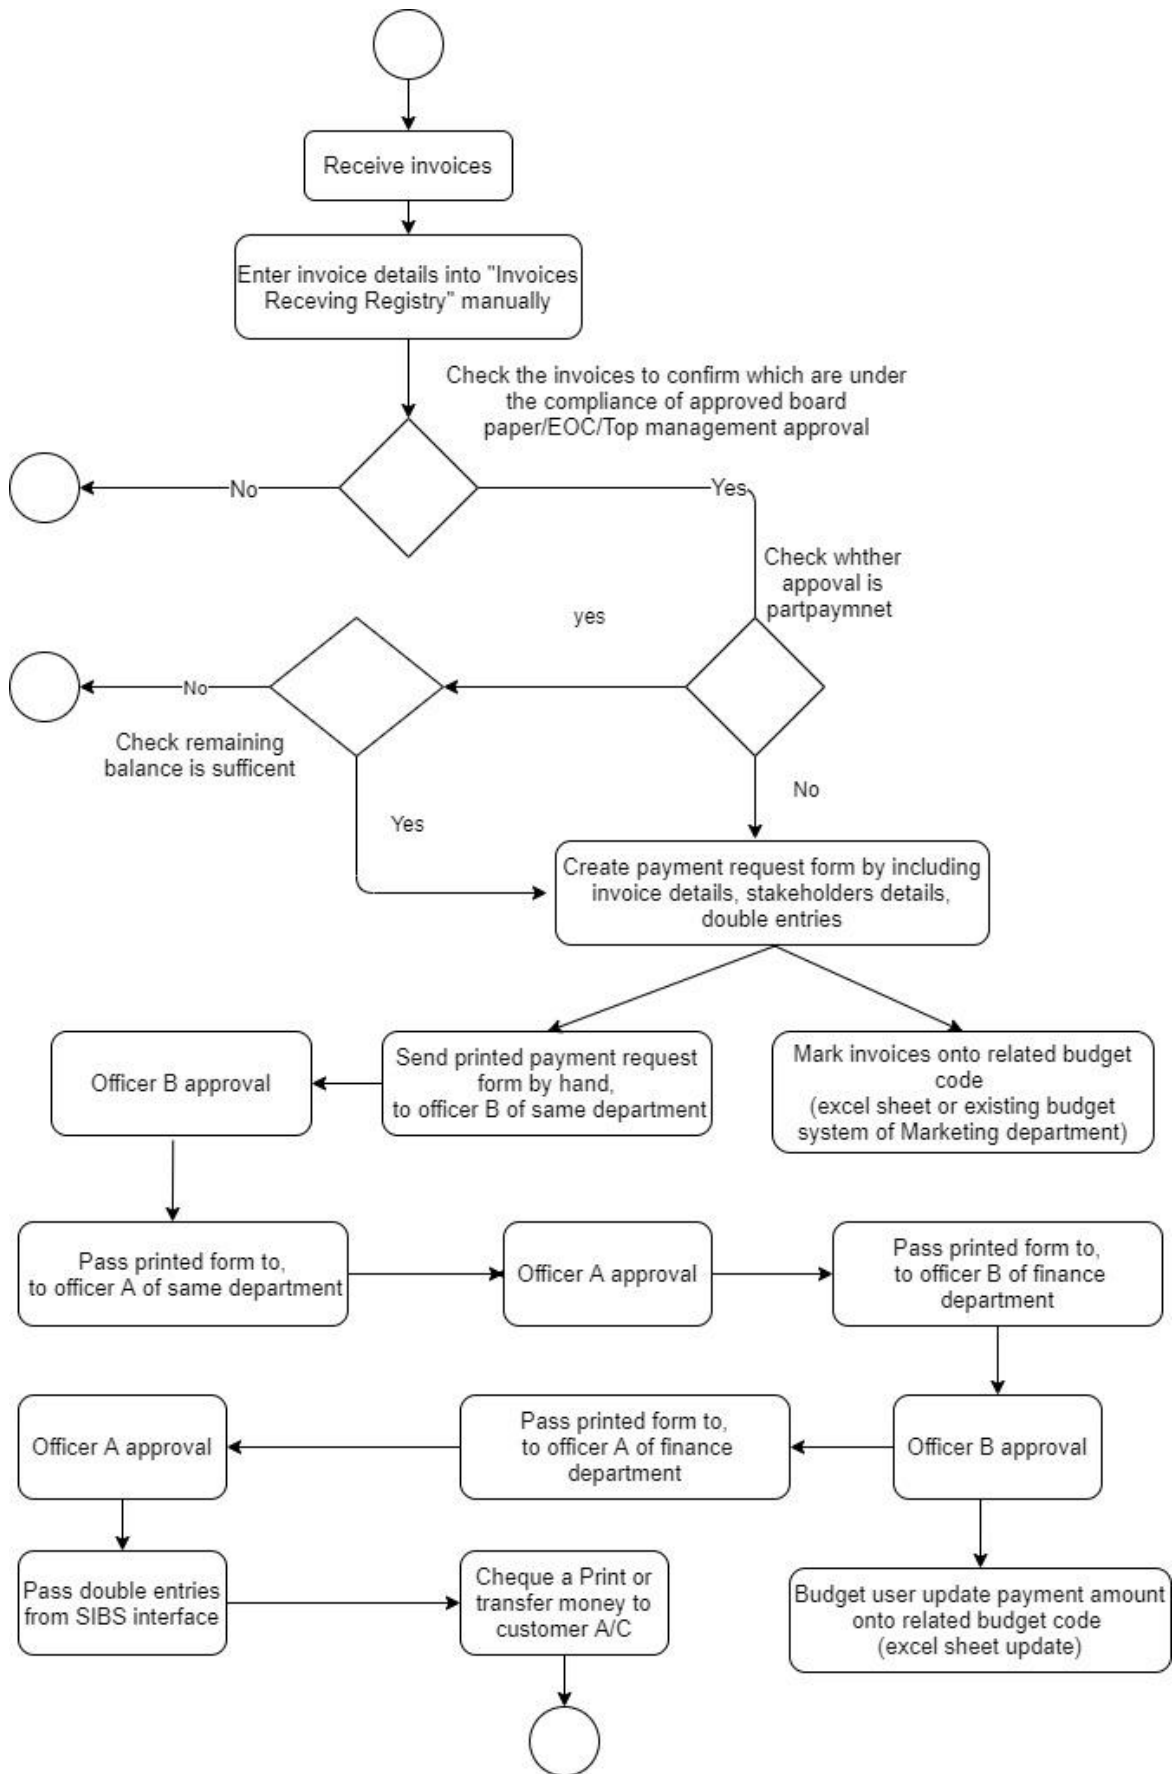 Receive invoices
Enter invoice details into "Invoices
Receving Registry" manually
Check the invoices to confirm which are under
the compliance of approved board
paper/EOC/Top management approval
No
Yes
Check whther
appoval is
partpaymnet
yes
No
Check remaining
balance is sufficent
No
Yes
Create payment request form by including
invoice details, stakeholders details,
double entries
Officer B approval
Send printed payment request
form by hand,
to officer B of same department
Mark invoices onto related budget
code
(excel sheet or existing budget
system of Marketing department)
Pass printed form to,
to officer A of same department
Officer A approval
Pass printed form to,
to officer B of finance
department
Officer A approval
Pass printed form to,
to officer A of finance
department
Officer B approval
Pass double entries
from SIBS interface
Cheque a Print or
transfer money to
customer A/C
Budget user update payment amount
onto related budget code
(excel sheet update)